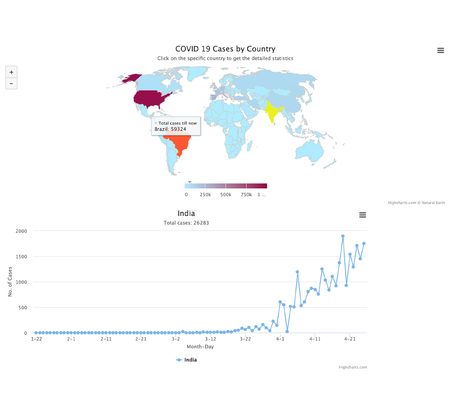 COVID 19 Cases by Country
Click on the specific country to get the detailed statistics
+
−
Total cases till now
Brazil: 59324
0 250k 500k 750k 1 ...
Highcharts.com © Natural Earth
India
Total cases: 26283
No. of Cases
2000
1500
1000
500
0
1-22 2-1 2-11 2-21 3-2 3-12 3-22 4-1 4-11 4-21
Month-Day
India
Highcharts.com